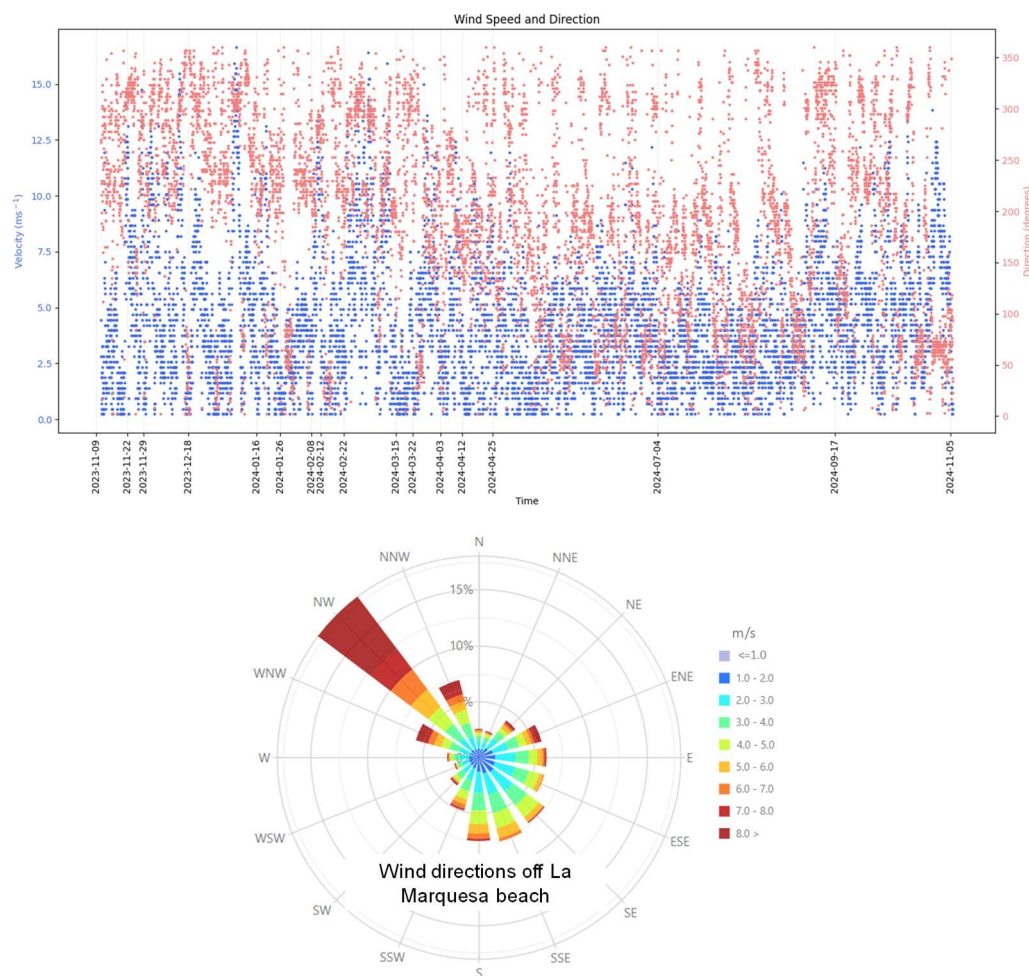 Wind Speed and Direction
15.0
12.5
10.0
7.5
5.0
2.5
0.0
Velocity (ms⁻¹)
350
300
250
200
150
100
50
0
Direction (degrees)
2023-11-09
2023-11-22
2023-11-29
2023-12-18
2024-01-16
2024-01-26
2024-02-08
2024-02-12
2024-02-22
2024-03-15
2024-03-22
2024-04-03
2024-04-12
2024-04-25
2024-07-04
2024-09-17
2024-11-05
Time
N
NNE
NE
ENE
E
ESE
SE
SSE
S
SSW
SW
WSW
W
WNW
NW
NNW
15%
10%
m/s
<=1.0
1.0 - 2.0
2.0 - 3.0
3.0 - 4.0
4.0 - 5.0
5.0 - 6.0
6.0 - 7.0
7.0 - 8.0
8.0 >
Wind directions off La
Marquesa beach